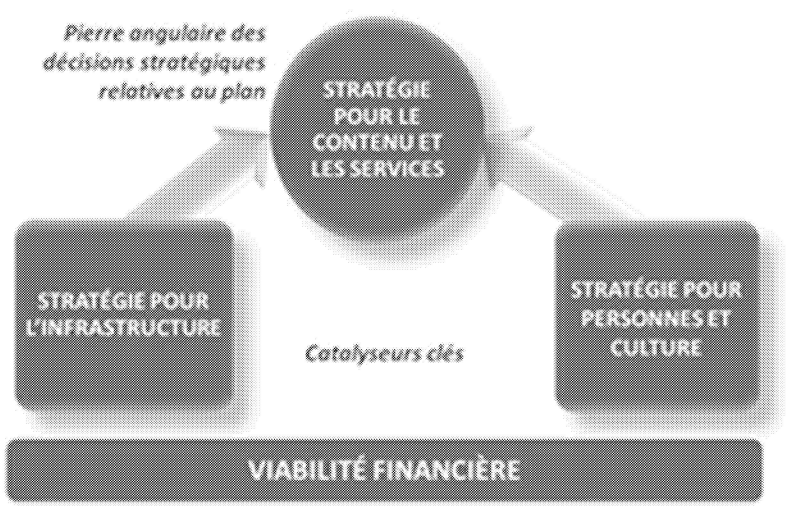 Pierre angulaire des
décisions stratégiques
relatives au plan
STRATÉGIE
POUR LE
CONTENU ET
LES SERVICES
STRATÉGIE POUR
L'INFRASTRUCTURE
STRATÉGIE POUR
PERSONNES ET
CULTURE
Catalyseurs clés
VIABILITÉ FINANCIÈRE